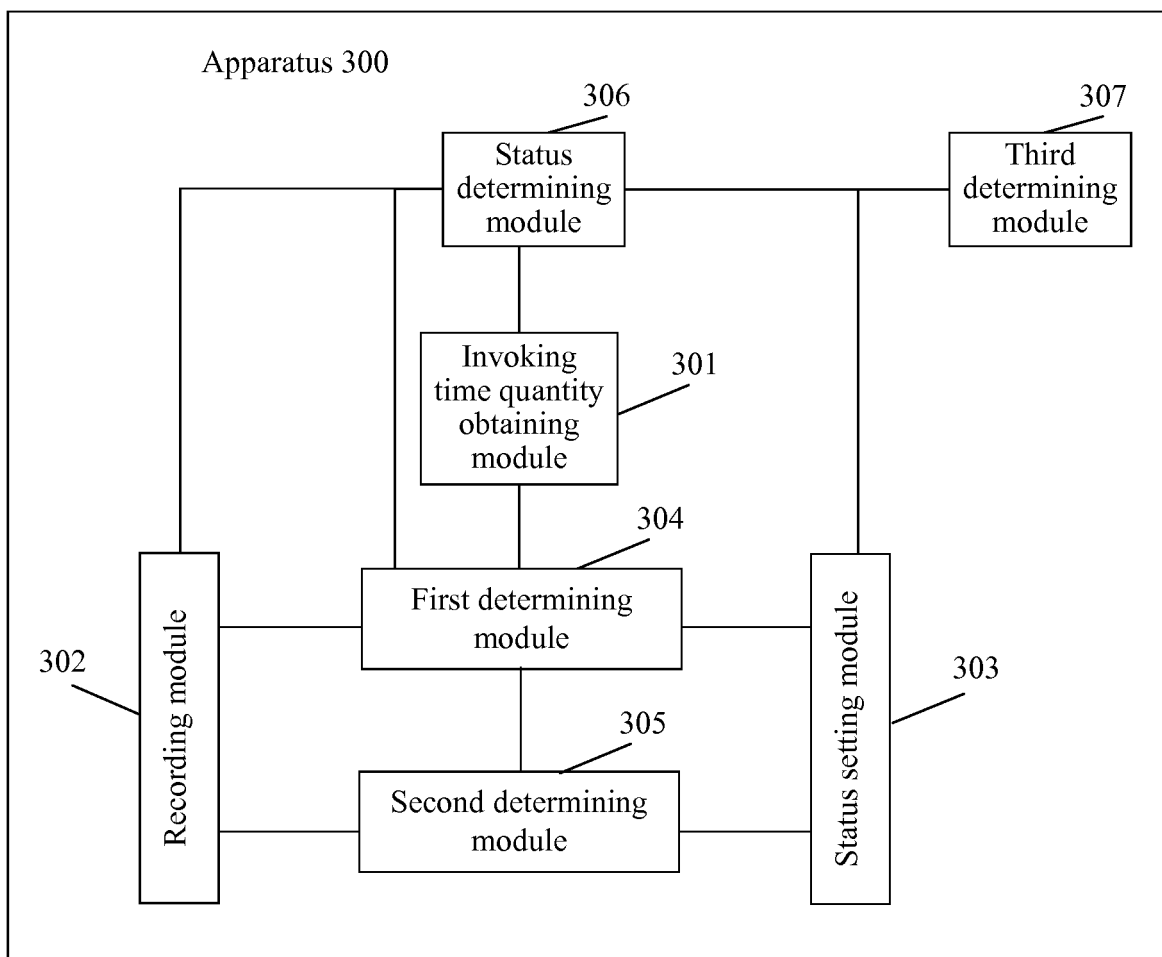 Apparatus 300
306
307
Status
determining
module
Third
determining
module
Invoking
time quantity
obtaining
module
301
304
First determining
module
302
Recording module
Status setting module
303
305
Second determining
module